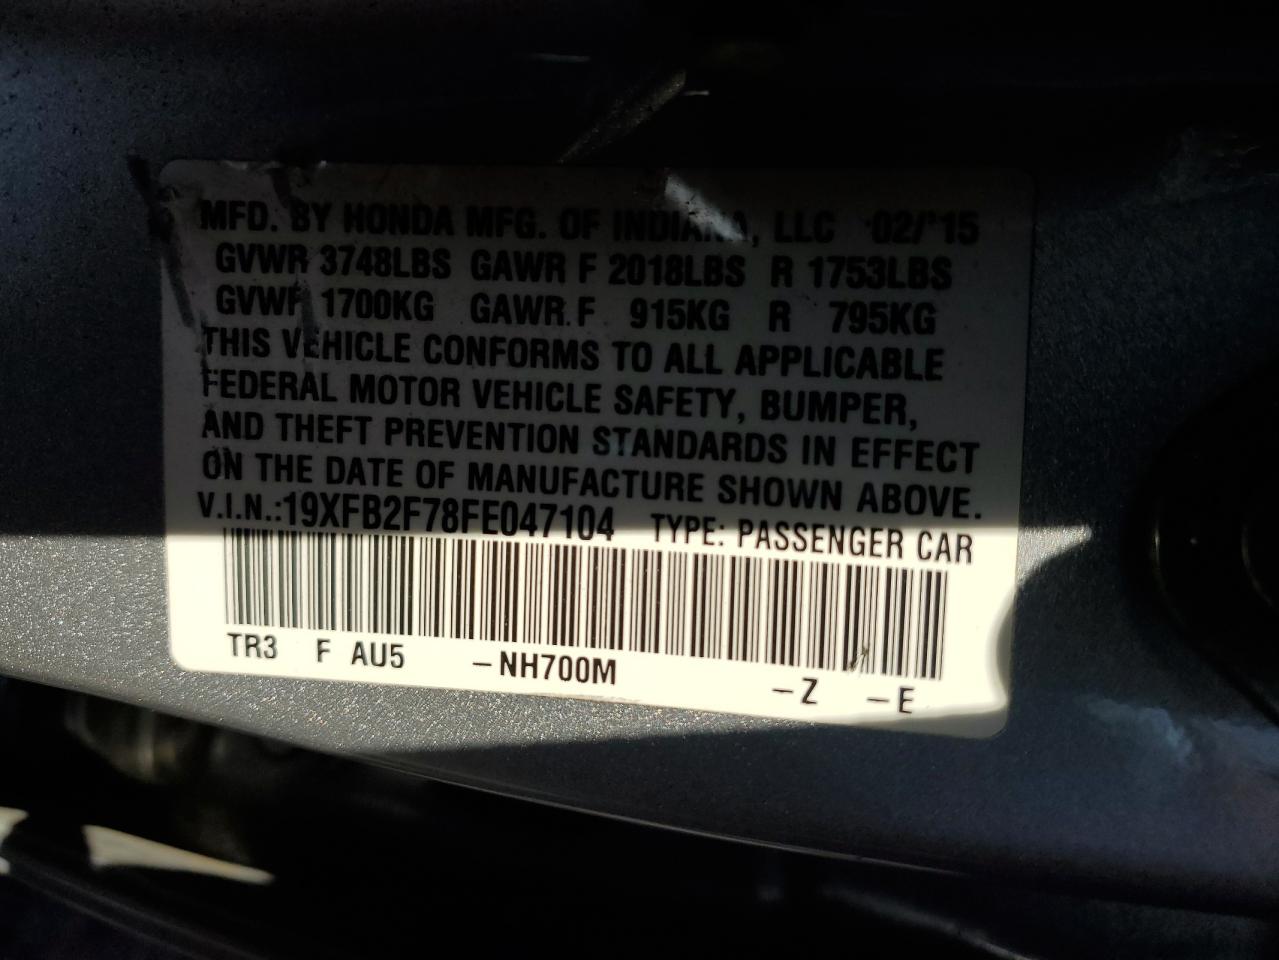 MFD. BY HONDA MFG. OF INDIANA, LLC 02/'15
GVWR 3748LBS GAWR F 2018LBS R 1753LBS
GVWR 1700KG GAWR F 915KG R 795KG
THIS VEHICLE CONFORMS TO ALL APPLICABLE
FEDERAL MOTOR VEHICLE SAFETY, BUMPER,
AND THEFT PREVENTION STANDARDS IN EFFECT
ON THE DATE OF MANUFACTURE SHOWN ABOVE.
V.I.N.:19XFB2F78FE047104 TYPE: PASSENGER CAR
TR3 F AU5 -NH700M -Z -E